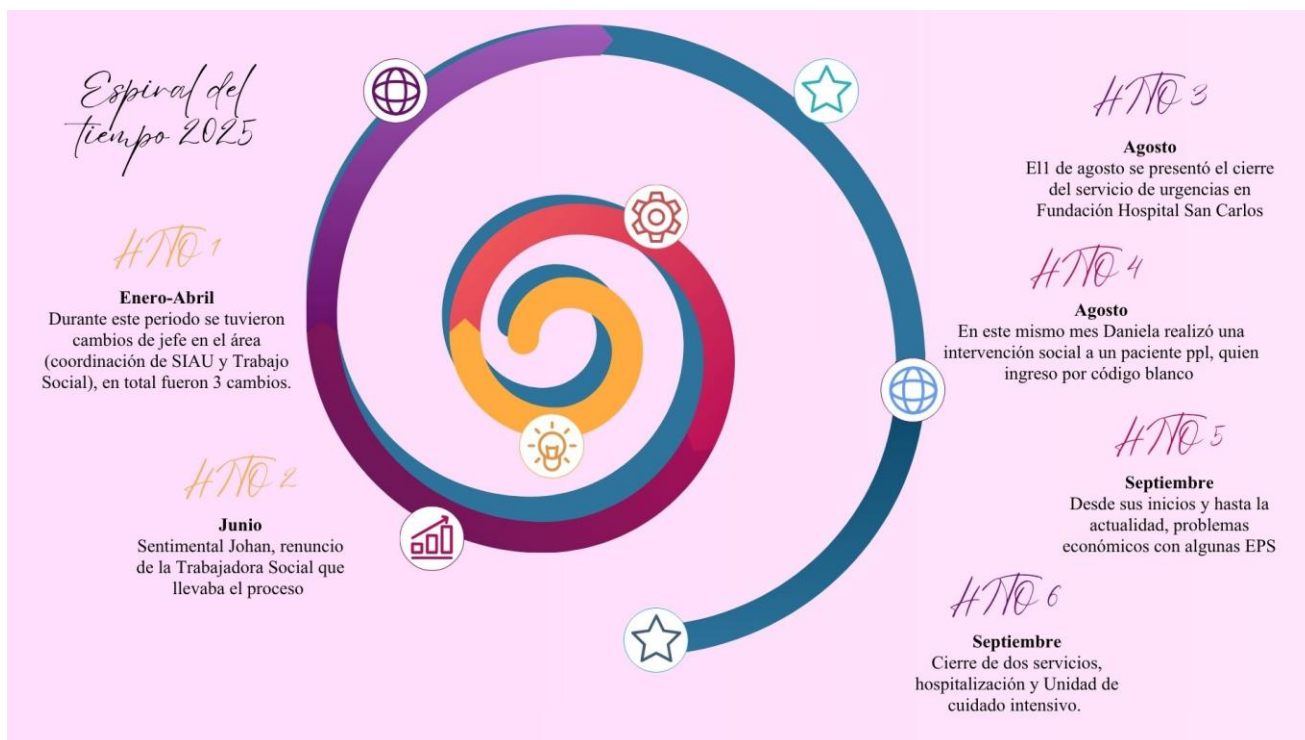 Espiral del
tiempo 2025
HITO 1
Enero-Abril
Durante este periodo se tuvieron
cambios de jefe en el área
(coordinación de SIAU y Trabajo
Social), en total fueron 3 cambios.
HITO 2
Junio
Sentimental Johan, renuncio
de la Trabajadora Social que
llevaba el proceso
HITO 3
Agosto
El1 de agosto se presentó el cierre
del servicio de urgencias en
Fundación Hospital San Carlos
HITO 4
Agosto
En este mismo mes Daniela realizó una
intervención social a un paciente ppl, quien
ingreso por código blanco
HITO 5
Septiembre
Desde sus inicios y hasta la
actualidad, problemas
económicos con algunas EPS
HITO 6
Septiembre
Cierre de dos servicios,
hospitalización y Unidad de
cuidado intensivo.